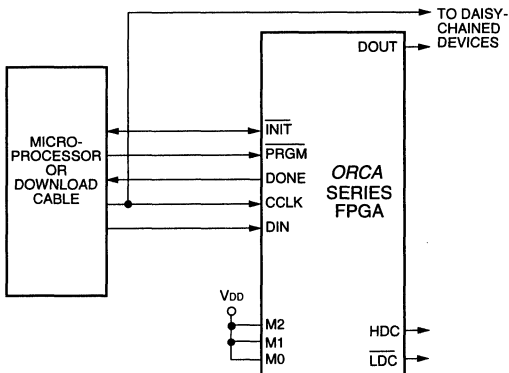 TO DAISY-
CHAINED
DEVICES
DOUT
MICRO-
PROCESSOR
OR
DOWNLOAD
CABLE
INIT
PRGM
DONE
CCLK
DIN
ORCA
SERIES
FPGA
VDD
M2
M1
M0
HDC
LDC